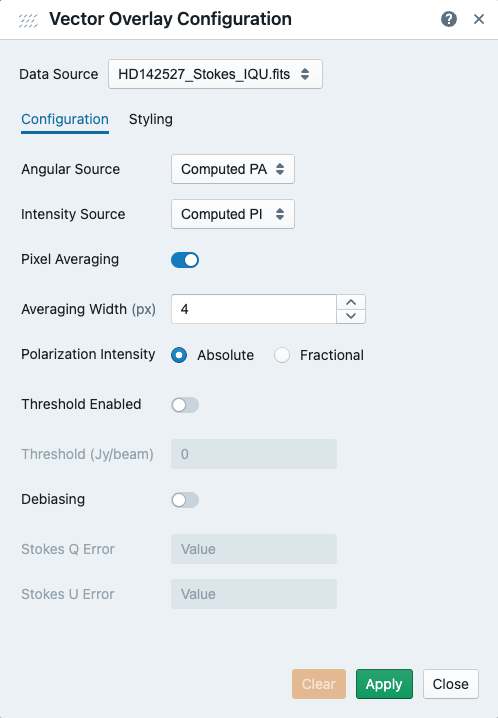 Vector Overlay Configuration
Data Source HD142527_Stokes_IQU.fits
Configuration Styling
Angular Source Computed PA
Intensity Source Computed PI
Pixel Averaging
Averaging Width (px) 4
Polarization Intensity Absolute Fractional
Threshold Enabled
Threshold (Jy/beam) 0
Debiasing
Stokes Q Error Value
Stokes U Error Value
Clear Apply Close